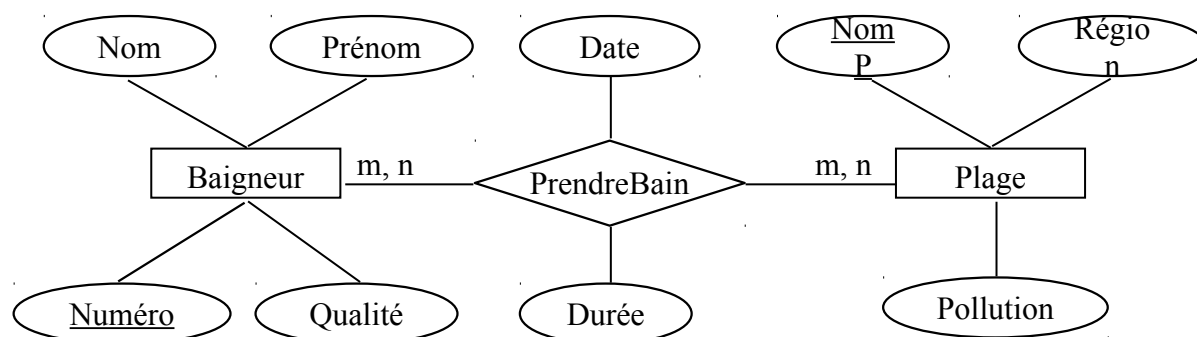 Nom
Prénom
Date
Nom
P
Régio
n
Baigneur
m, n
PrendreBain
m, n
Plage
Numéro
Qualité
Durée
Pollution